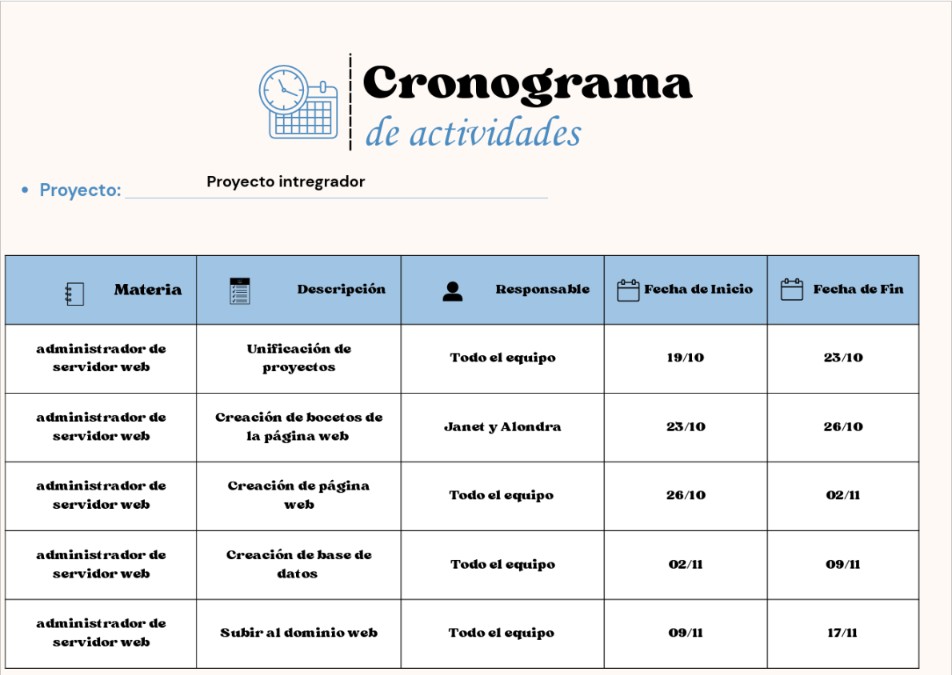 Cronograma
de actividades
• Proyecto: Proyecto intregrador
Materia Descripción Responsable Fecha de Inicio Fecha de Fin
administrador de
servidor web
Unificación de
proyectos
Todo el equipo
19/10
23/10
administrador de
servidor web
Creación de bocetos de
la página web
Janet y Alondra
23/10
26/10
administrador de
servidor web
Creación de página
web
Todo el equipo
26/10
02/11
administrador de
servidor web
Creación de base de
datos
Todo el equipo
02/11
09/11
administrador de
servidor web
Subir al dominio web
Todo el equipo
09/11
17/11